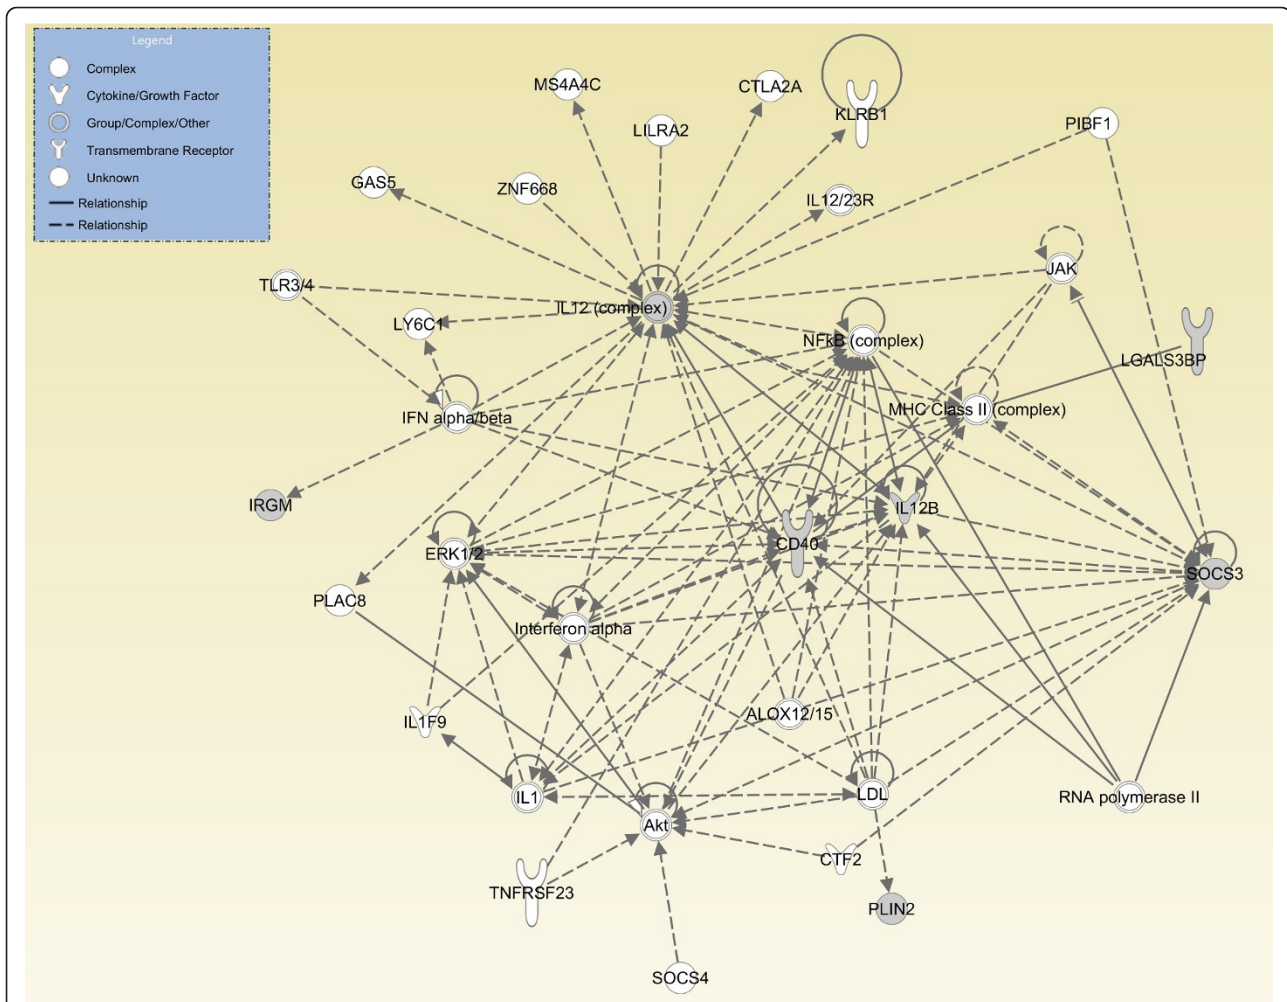 Legend
Complex
Cytokine/Growth Factor
Group/Complex/Other
Transmembrane Receptor
Unknown
Relationship
Relationship
MS4A4C
CTLA2A
KLRB1
LILRA2
PIBF1
GAS5
ZNF668
IL12/23R
JAK
TLR3/4
IL12 (complex)
LY6C1
NFkB (complex)
LGALS3BP
IFN alpha/beta
MHC Class II (complex)
IRGM
IL12B
CD40
ERK1/2
SOCS3
PLAC8
Interferon alpha
IL1F9
ALOX12/15
IL1
LDL
RNA polymerase II
Akt
CTF2
TNFRSF23
PLIN2
SOCS4